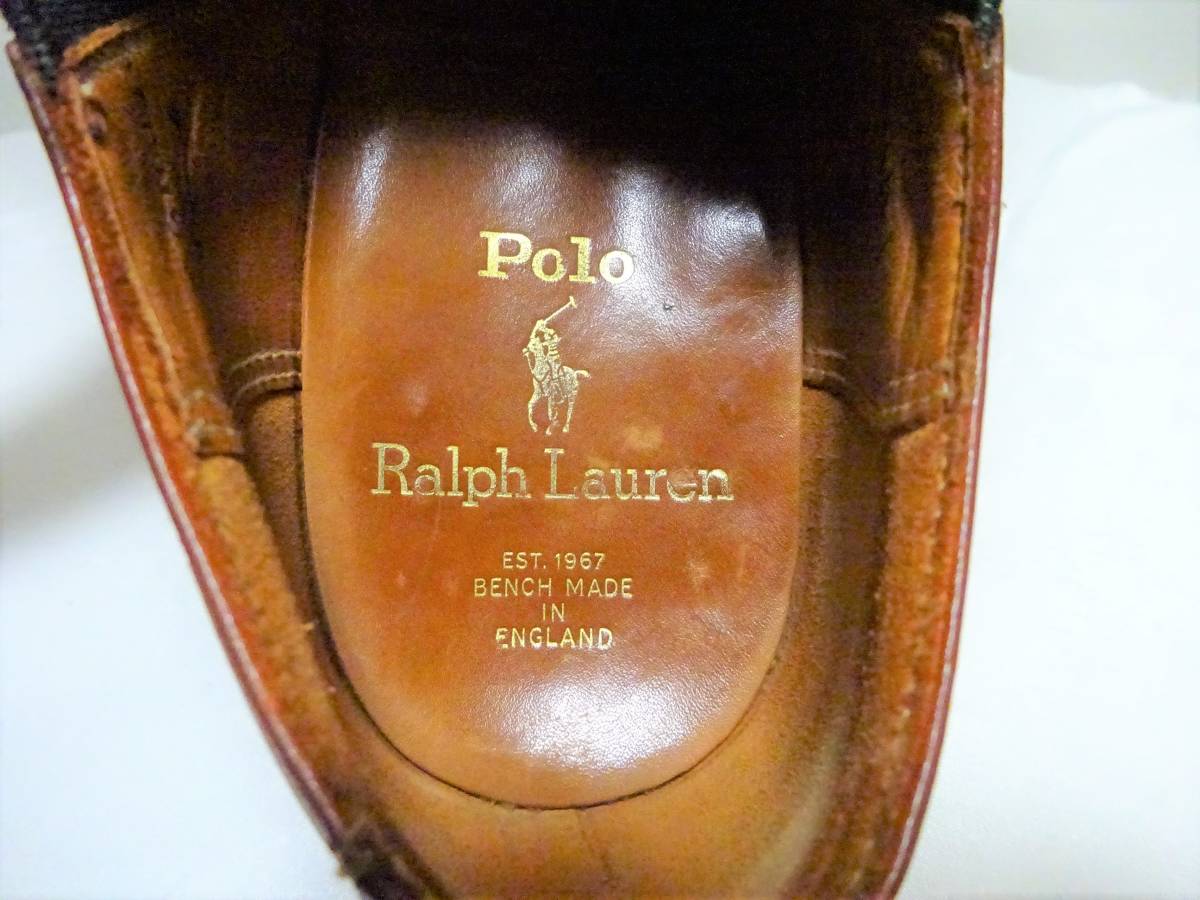 Polo
Ralph Lauren
EST. 1967
BENCH MADE
IN
ENGLAND